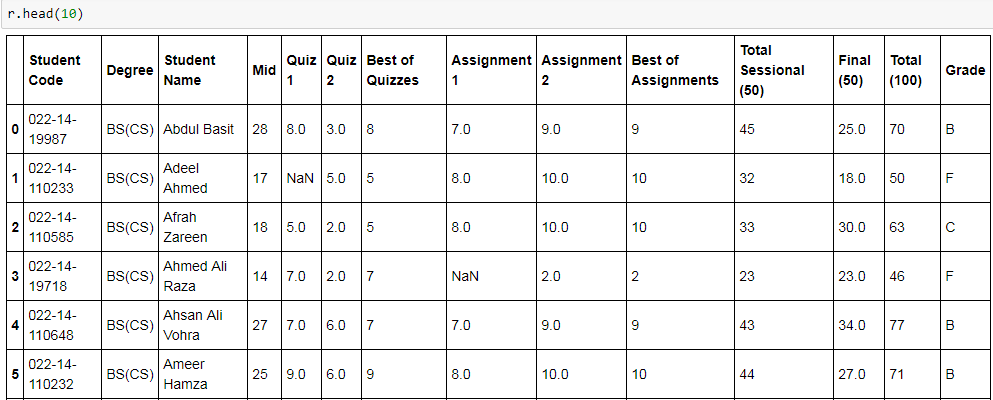 r.head(10)
Student Code Degree Student Name Mid Quiz 1 Quiz 2 Best of Quizzes Assignment 1 Assignment 2 Best of Assignments Total Sessional (50) Final (50) Total (100) Grade
0 022-14-19987 BS(CS) Abdul Basit 28 8.0 3.0 8 7.0 9.0 9 45 25.0 70 B
1 022-14-110233 BS(CS) Adeel Ahmed 17 NaN 5.0 5 8.0 10.0 10 32 18.0 50 F
2 022-14-110585 BS(CS) Afrah Zareen 18 5.0 2.0 5 8.0 10.0 10 33 30.0 63 C
3 022-14-19718 BS(CS) Ahmed Ali Raza 14 7.0 2.0 7 NaN 2.0 2 23 23.0 46 F
4 022-14-110648 BS(CS) Ahsan Ali Vohra 27 7.0 6.0 7 7.0 9.0 9 43 34.0 77 B
5 022-14-110232 BS(CS) Ameer Hamza 25 9.0 6.0 9 8.0 10.0 10 44 27.0 71 B